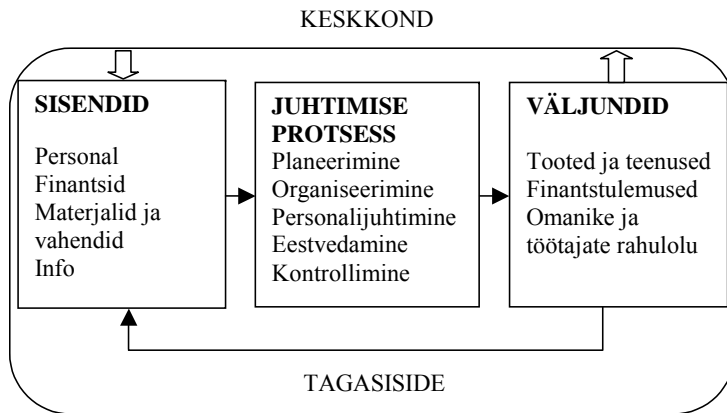 KESKKOND
SISENDID
Personal
Finantsid
Materjalid ja
vahendid
Info
JUHTIMISE
PROTSESS
Planeerimine
Organiseerimine
Personalijuhtimine
Eestvedamine
Kontrollimine
VÄLJUNDID
Tooted ja teenused
Finantstulemused
Omanike ja
töötajate rahulolu
TAGASISIDE